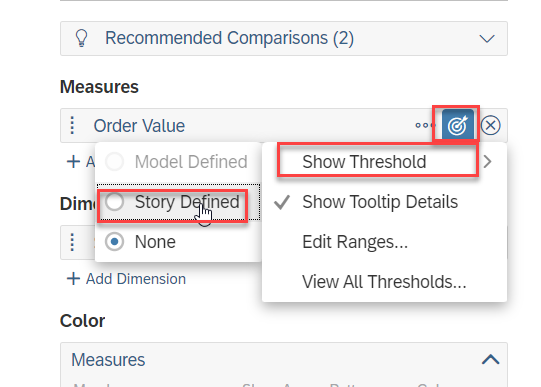 Recommended Comparisons (2)
Measures
Order Value
+ A
Model Defined
Show Threshold
Dime
Story Defined
Show Tooltip Details
None
Edit Ranges...
+ Add Dimension
View All Thresholds...
Color
Measures